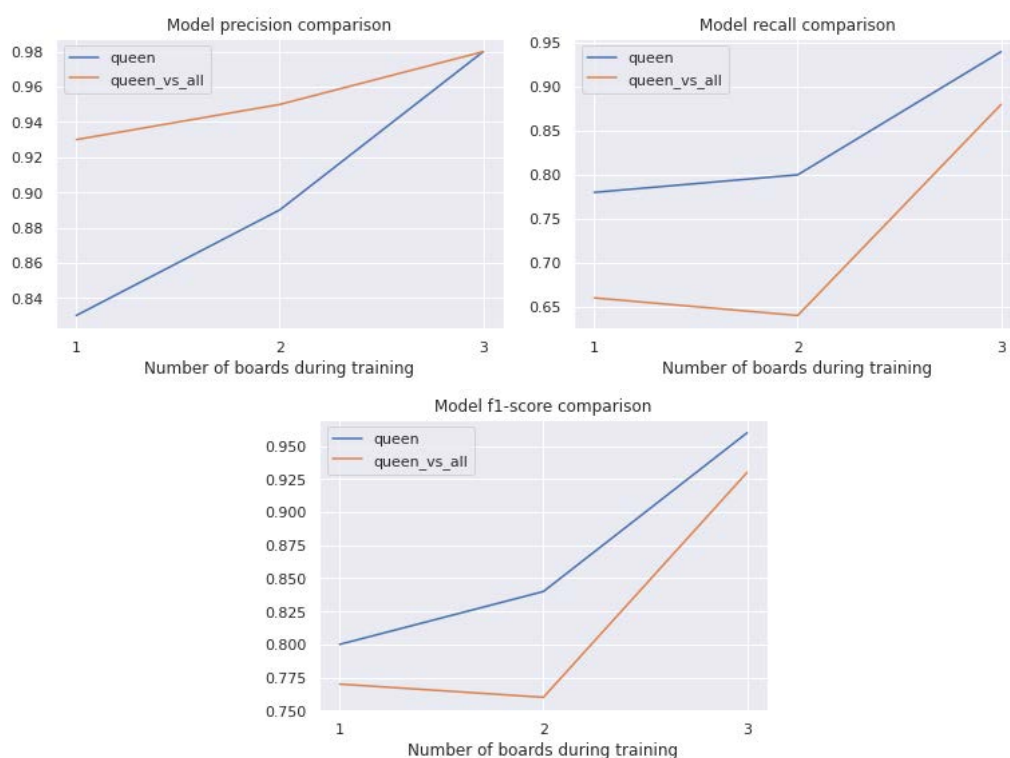 Model precision comparison
0.98
0.96
0.94
0.92
0.90
0.88
0.86
0.84
queen
queen_vs_all
1 2 3
Number of boards during training
Model recall comparison
0.95
0.90
0.85
0.80
0.75
0.70
0.65
queen
queen_vs_all
1 2 3
Number of boards during training
Model f1-score comparison
0.950
0.925
0.900
0.875
0.850
0.825
0.800
0.775
0.750
queen
queen_vs_all
1 2 3
Number of boards during training